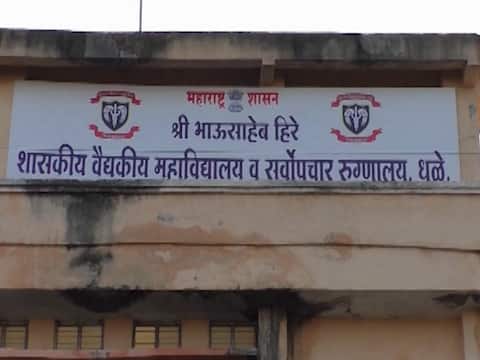 महाराष्ट्र शासन
श्री भाऊसाहेब हिरे
शासकीय वैद्यकीय महाविद्यालय व सर्वोपचार रुग्णालय, धुळे.